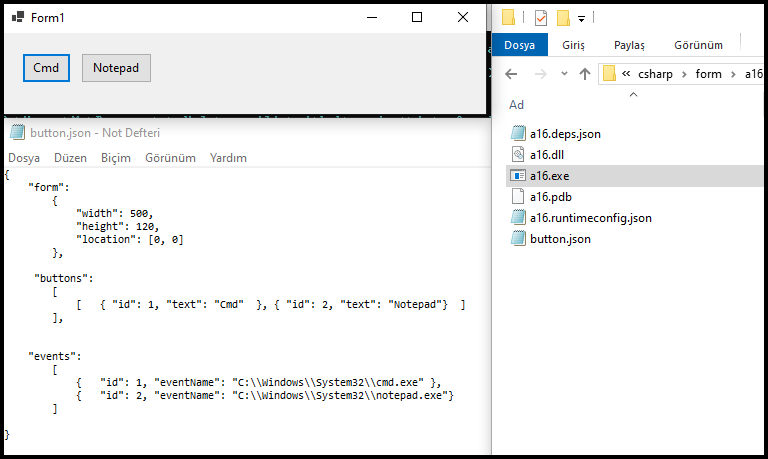 Form1
Cmd Notepad
button.json - Not Defteri
Dosya Düzen Biçim Görünüm Yardım
{
"form":
{
"width": 500,
"height": 120,
"location": [0, 0]
},
"buttons":
[
[ { "id": 1, "text": "Cmd" }, { "id": 2, "text": "Notepad"} ]
],
"events":
[
{ "id": 1, "eventName": "C:\\Windows\\System32\\cmd.exe" },
{ "id": 2, "eventName": "C:\\Windows\\System32\\notepad.exe"}
]
}
Dosya Giriş Paylaş Görünüm
« csharp › form › a16
Ad
a16.deps.json
a16.dll
a16.exe
a16.pdb
a16.runtimeconfig.json
button.json